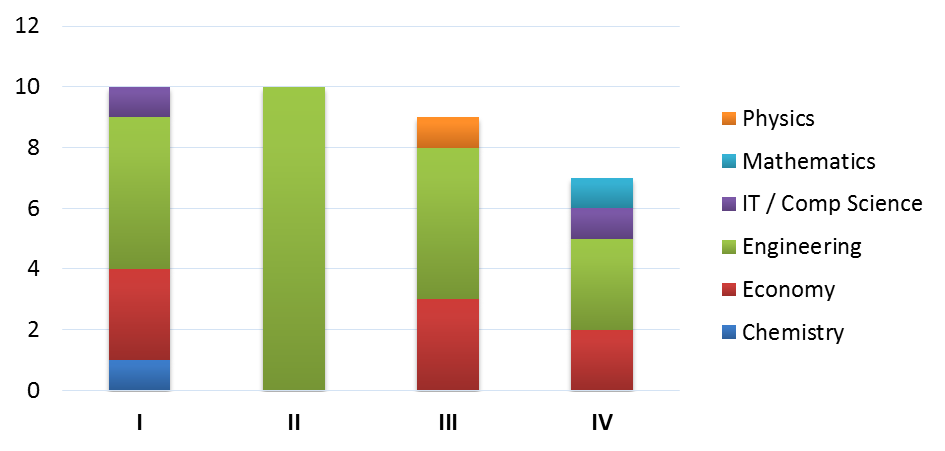 12
10
8
6
4
2
0
I II III IV
Physics
Mathematics
IT / Comp Science
Engineering
Economy
Chemistry